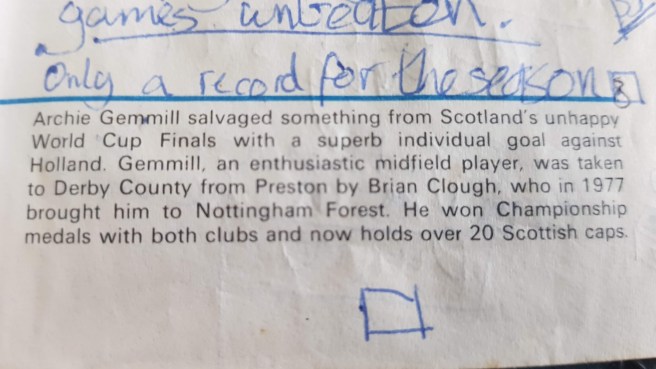 games unbeaton.
Only a record for the season
Archie Gemmill salvaged something from Scotland's unhappy
World Cup Finals with a superb individual goal against
Holland. Gemmill, an enthusiastic midfield player, was taken
to Derby County from Preston by Brian Clough, who in 1977
brought him to Nottingham Forest. He won Championship
medals with both clubs and now holds over 20 Scottish caps.